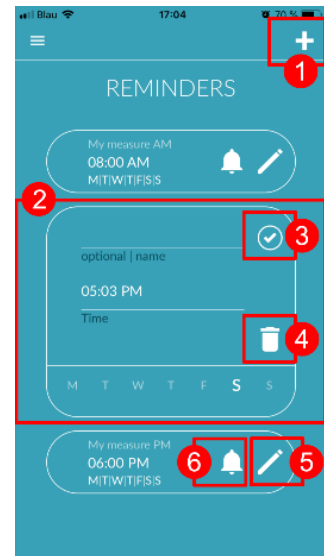 Blau 17:04 70 %
1
REMINDERS
My measure AM
08:00 AM
M|T|W|T|F|S|S
2
3
optional | name
05:03 PM
Time
4
M T W T F S S
My measure PM
06:00 PM
M|T|W|T|F|S|S
6
5